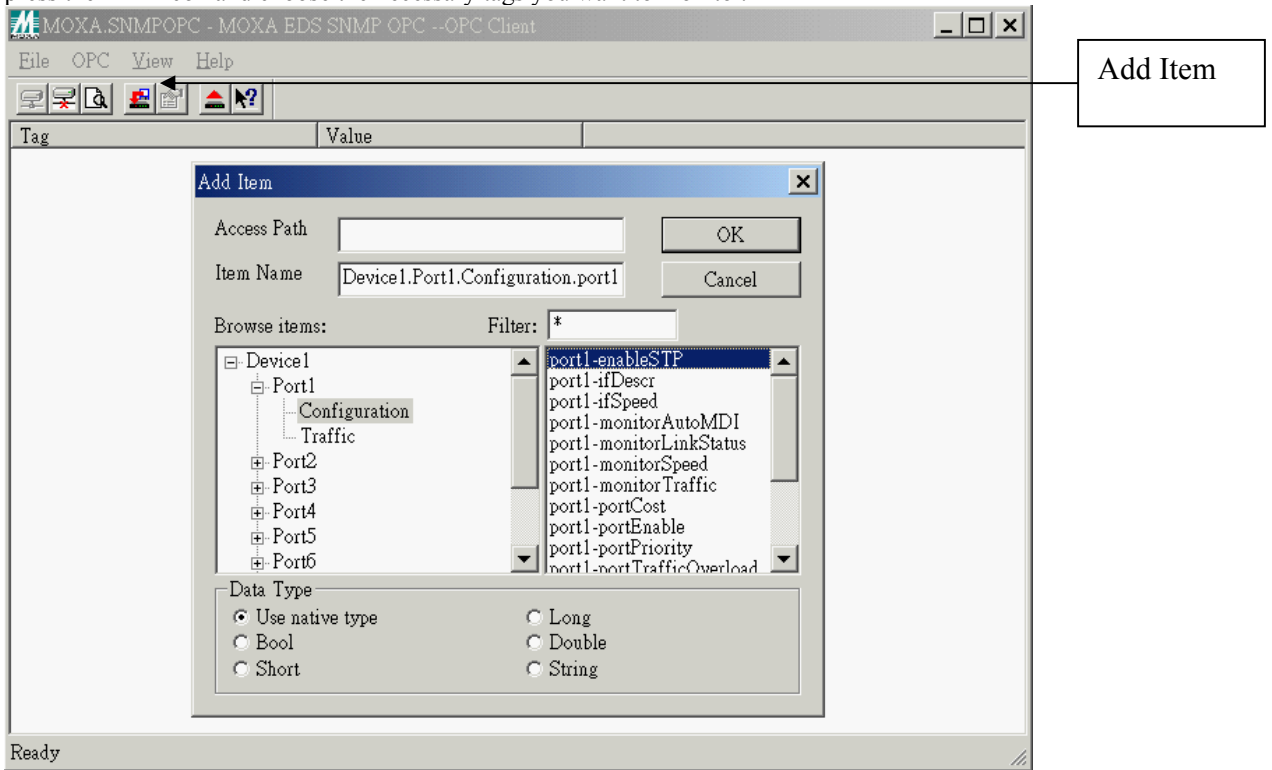 MOXA.SNMPOPC - MOXA EDS SNMP OPC --OPC Client
File OPC View Help
Add Item
Tag Value
Add Item
Access Path
OK
Item Name Device1.Port1.Configuration.port1
Cancel
Browse items: Filter: *
Device1
Port1
Configuration
Traffic
Port2
Port3
Port4
Port5
Port6
port1-enableSTP
port1-ifDescr
port1-ifSpeed
port1-monitorAutoMDI
port1-monitorLinkStatus
port1-monitorSpeed
port1-monitorTraffic
port1-portCost
port1-portEnable
port1-portPriority
port1-portTrafficOverload
Data Type
Use native type
Bool
Short
Long
Double
String
Ready